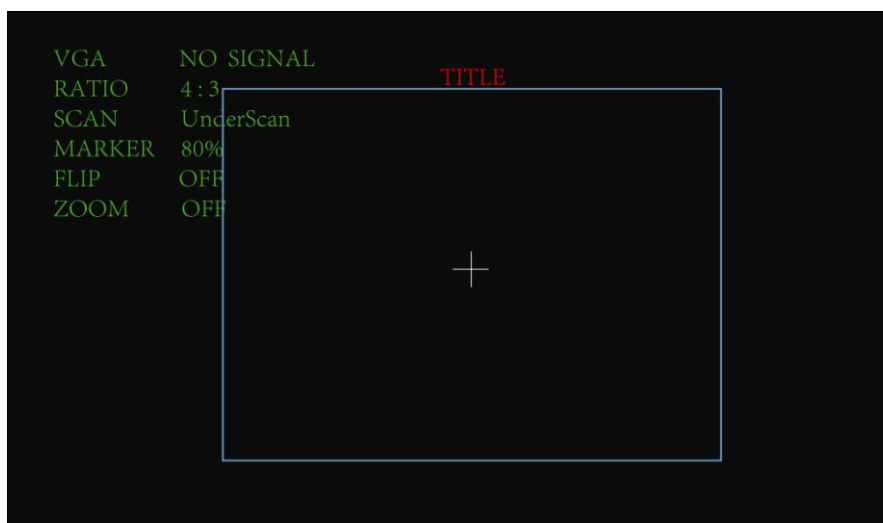 VGA NO SIGNAL
TITLE
RATIO 4:3
SCAN UnderScan
MARKER 80%
FLIP OFF
ZOOM OFF